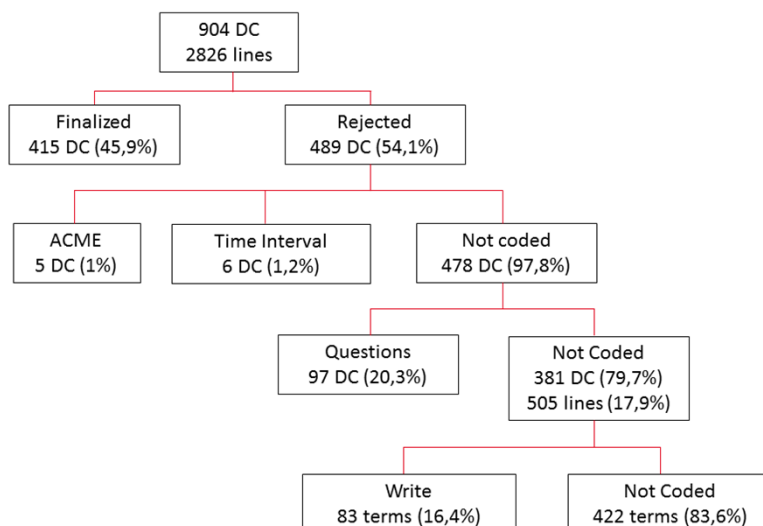 904 DC
2826 lines
Finalized
415 DC (45,9%)
Rejected
489 DC (54,1%)
ACME
5 DC (1%)
Time Interval
6 DC (1,2%)
Not coded
478 DC (97,8%)
Questions
97 DC (20,3%)
Not Coded
381 DC (79,7%)
505 lines (17,9%)
Write
83 terms (16,4%)
Not Coded
422 terms (83,6%)